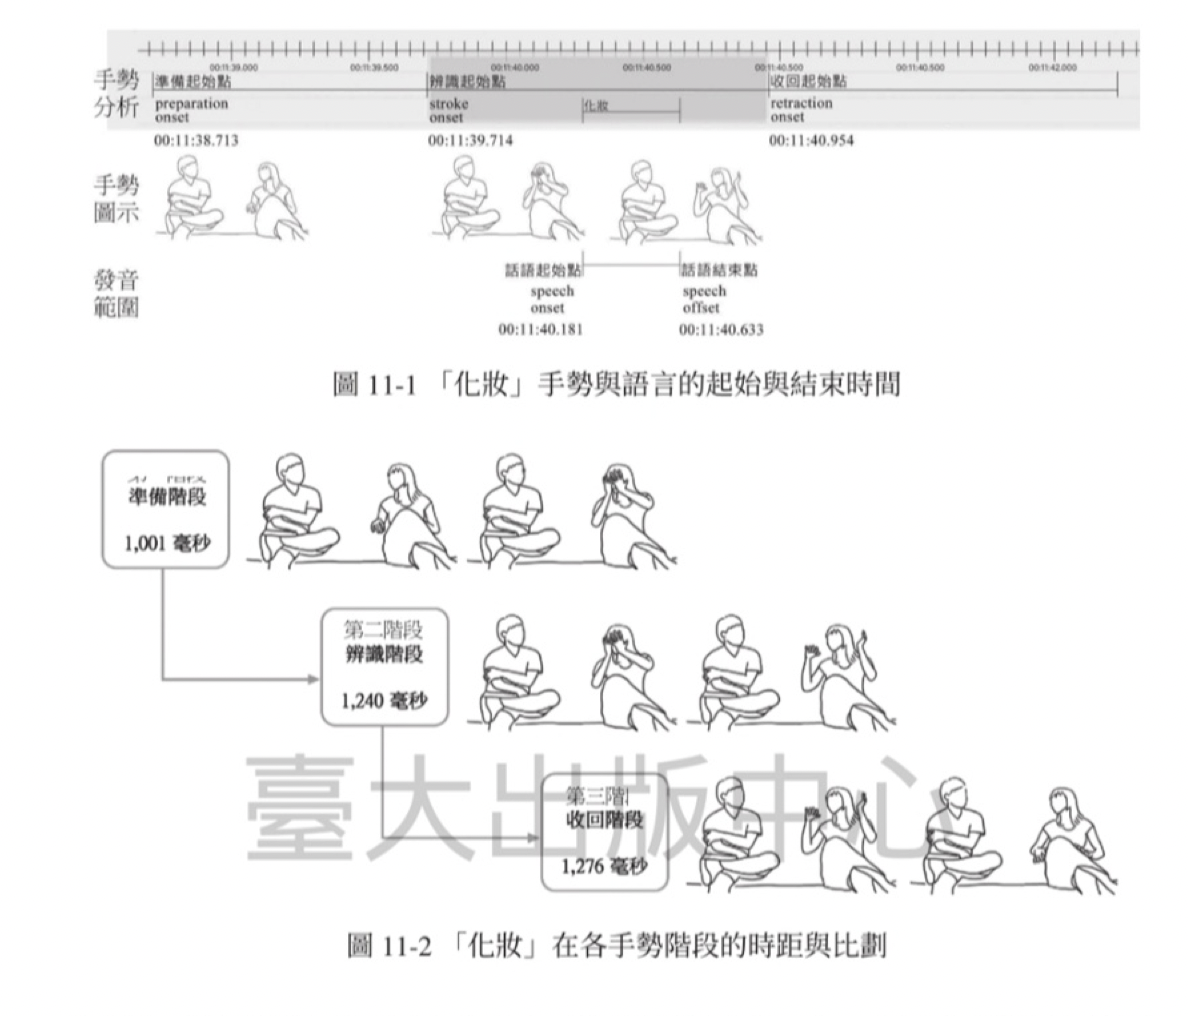 00:11:39.000 00:11:39.500 00:11:40.000 00:11:40.500 00:11:40.500 00:11:40.500 00:11:42.000
手勢
分析
準備起始點 辨識起始點 收回起始點
preparation
onset
stroke
onset
化妝
retraction
onset
00:11:38.713 00:11:39.714 00:11:40.954
手勢
圖示
發音
範圍
話語起始點 話語結束點
speech
onset
speech
offset
00:11:40.181 00:11:40.633
圖 11-1 「化妝」手勢與語言的起始與結束時間
準備階段
1,001 毫秒
第二階段
辨識階段
1,240 毫秒
臺大出版中心
第三階
收回階段
1,276 毫秒
圖 11-2 「化妝」在各手勢階段的時距與比劃